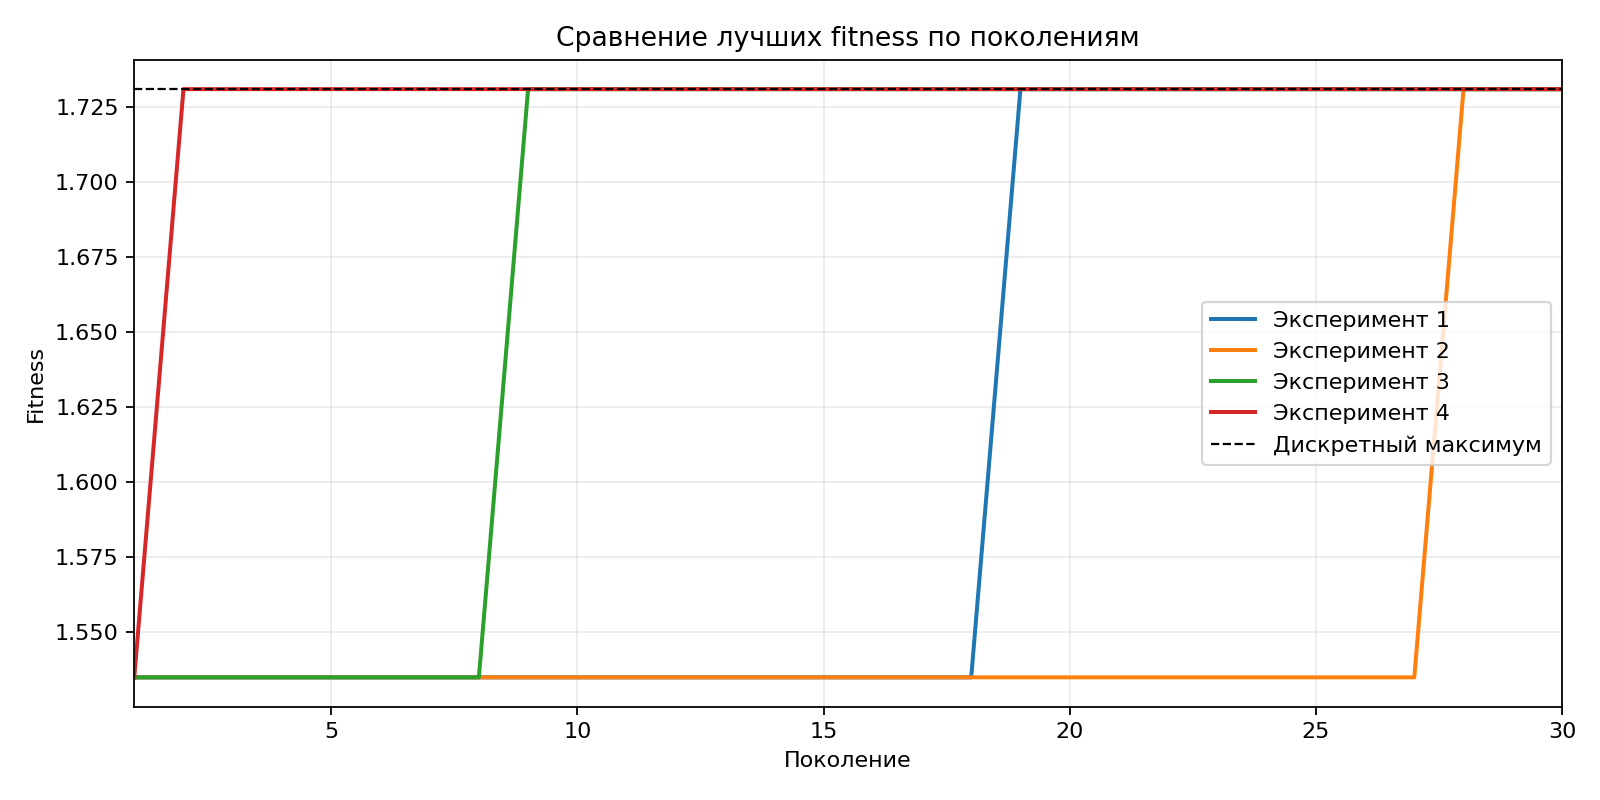 Сравнение лучших fitness по поколениям
Fitness
1.725
1.700
1.675
1.650
1.625
1.600
1.575
1.550
Эксперимент 1
Эксперимент 2
Эксперимент 3
Эксперимент 4
Дискретный максимум
5 10 15 20 25 30
Поколение